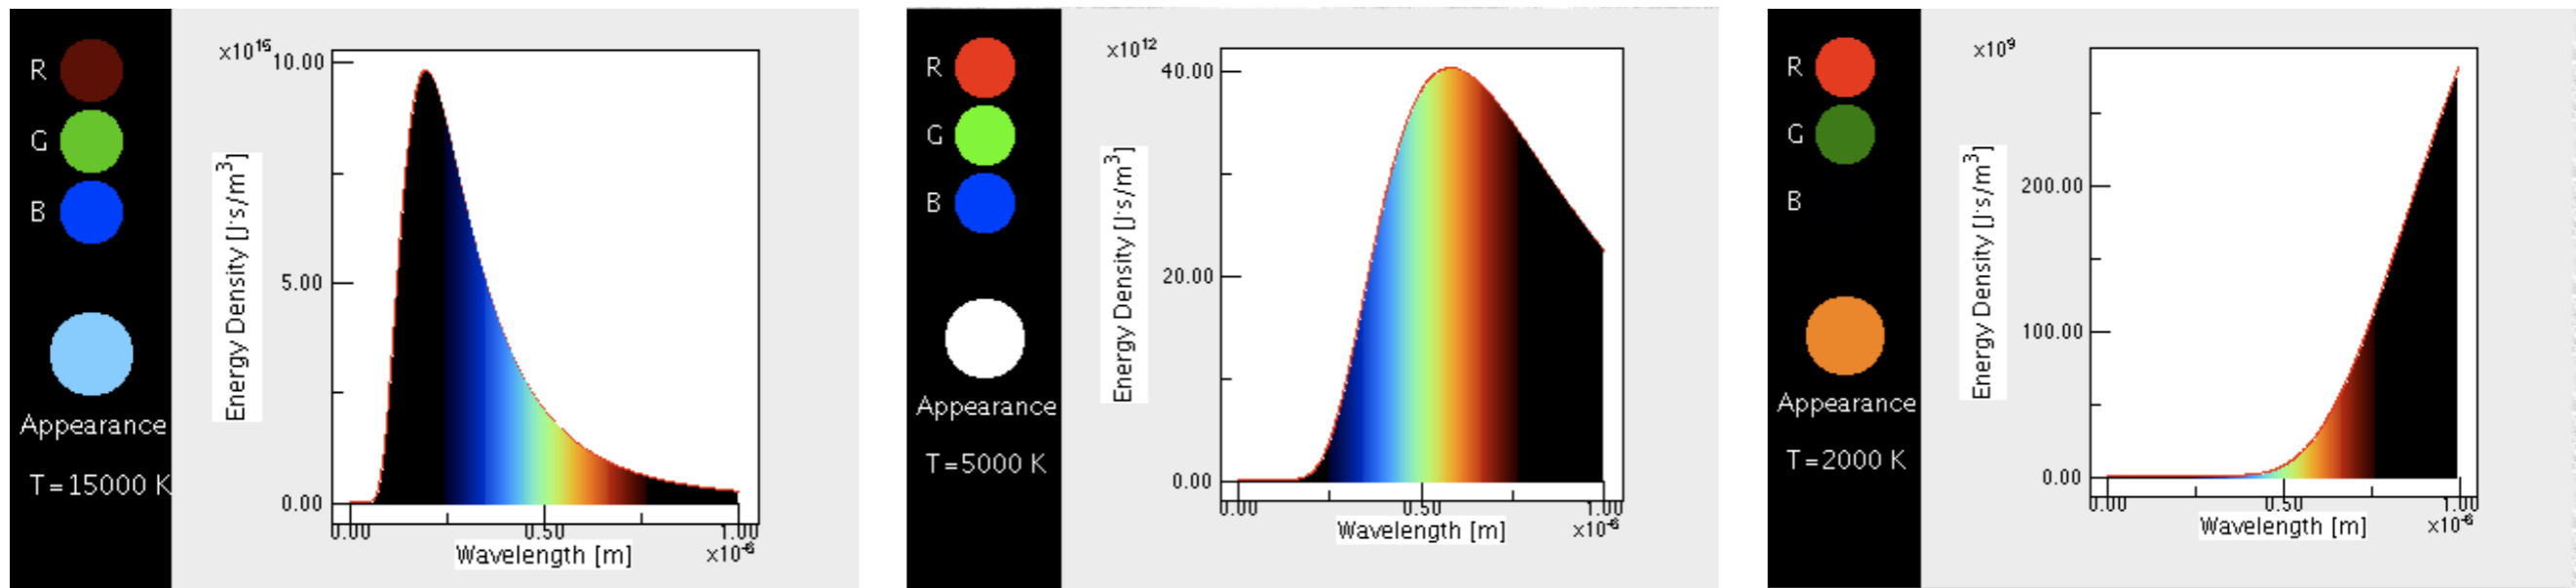 R
G
B
Appearance
T=15000 K
x10¹⁵
10.00
5.00
0.00
Energy Density [J·s/m³]
0.00 0.50 1.00
Wavelength [m]
x10⁻⁶
R
G
B
Appearance
T=5000 K
x10¹²
40.00
20.00
0.00
Energy Density [J·s/m³]
0.00 0.50 1.00
Wavelength [m]
x10⁻⁶
R
G
B
Appearance
T=2000 K
x10⁹
200.00
100.00
0.00
Energy Density [J·s/m³]
0.00 0.50 1.00
Wavelength [m]
x10⁻⁶